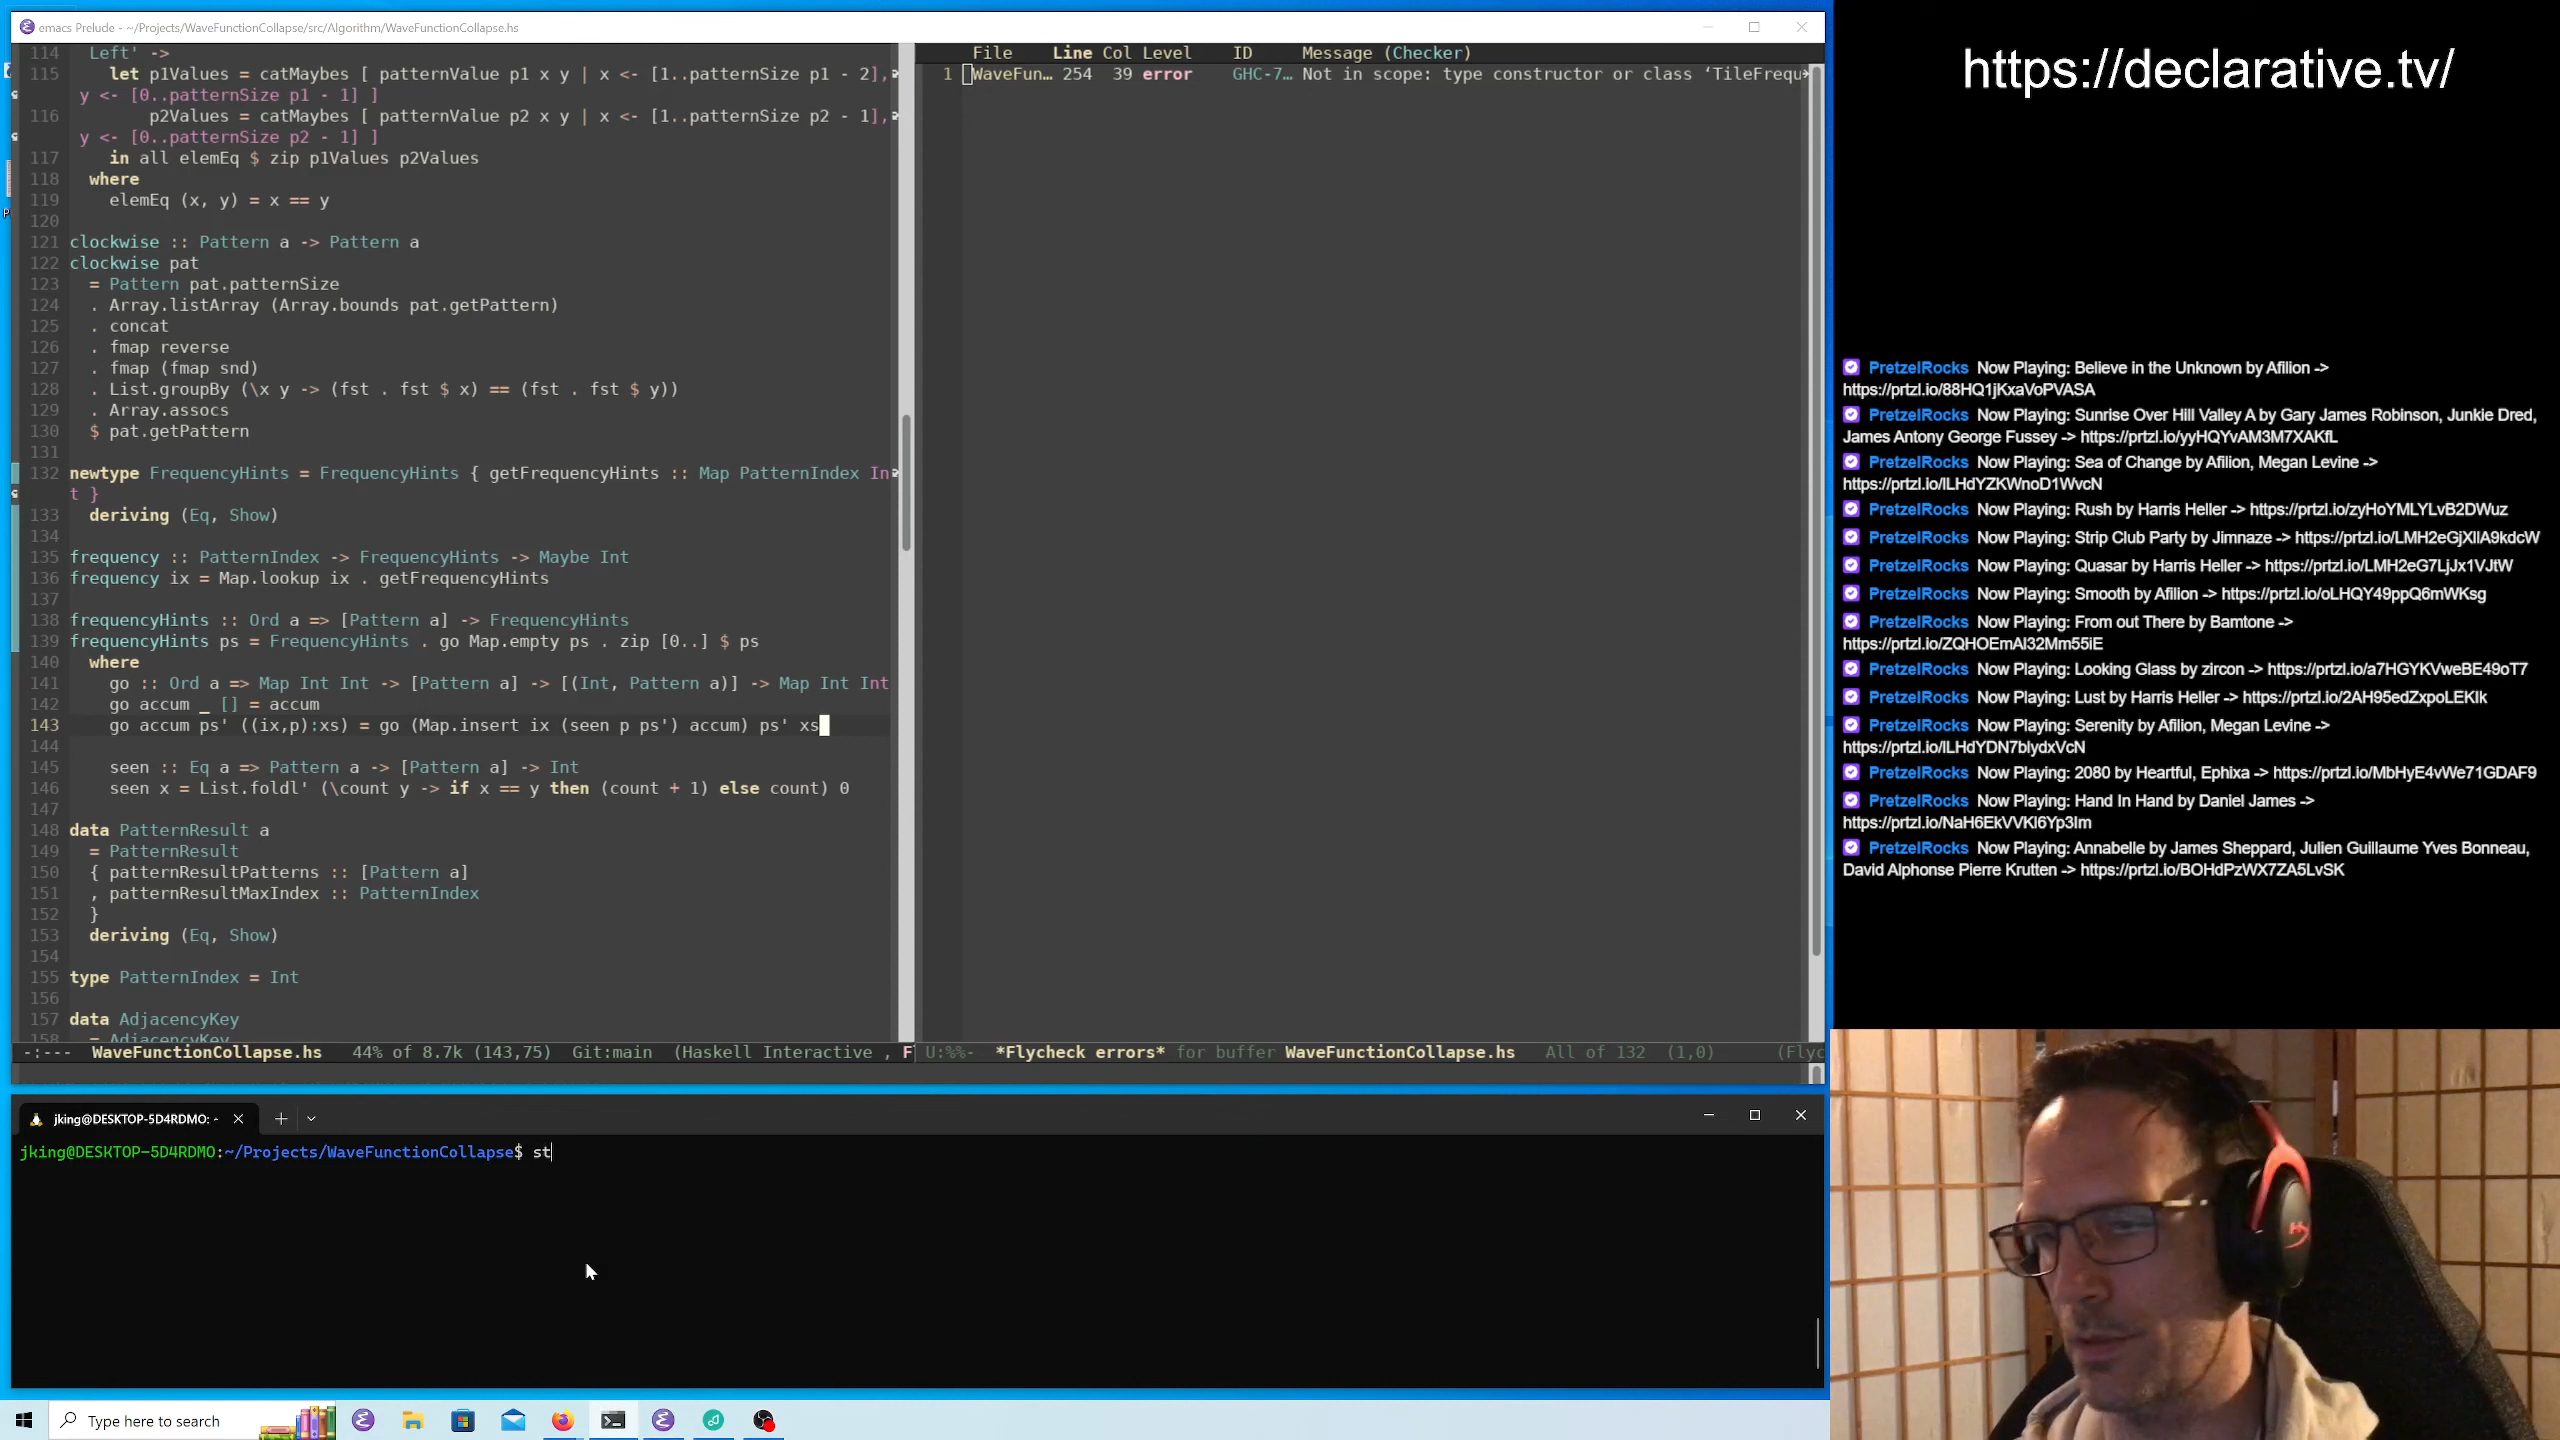 emacs Prelude - ~/Projects/WaveFunctionCollapse/src/Algorithm/WaveFunctionCollapse.hs
114 Left' ->
115 let p1Values = catMaybes [ patternValue p1 x y | x <- [1..patternSize p1 - 2],
y <- [0..patternSize p1 - 1] ]
116 p2Values = catMaybes [ patternValue p2 x y | x <- [1..patternSize p2 - 1],
y <- [0..patternSize p2 - 1] ]
117 in all elemEq $ zip p1Values p2Values
118 where
119 elemEq (x, y) = x == y
120
121 clockwise :: Pattern a -> Pattern a
122 clockwise pat
123 = Pattern pat.patternSize
124 . Array.listArray (Array.bounds pat.getPattern)
125 . concat
126 . fmap reverse
127 . fmap (fmap snd)
128 . List.groupBy (\x y -> (fst . fst $ x) == (fst . fst $ y))
129 . Array.assocs
130 $ pat.getPattern
131
132 newtype FrequencyHints = FrequencyHints { getFrequencyHints :: Map PatternIndex In
t }
133 deriving (Eq, Show)
134
135 frequency :: PatternIndex -> FrequencyHints -> Maybe Int
136 frequency ix = Map.lookup ix . getFrequencyHints
137
138 frequencyHints :: Ord a => [Pattern a] -> FrequencyHints
139 frequencyHints ps = FrequencyHints . go Map.empty ps . zip [0..] $ ps
140 where
141 go :: Ord a => Map Int Int -> [Pattern a] -> [(Int, Pattern a)] -> Map Int Int
142 go accum _ [] = accum
143 go accum ps' ((ix,p):xs) = go (Map.insert ix (seen p ps') accum) ps' xs
144
145 seen :: Eq a => Pattern a -> [Pattern a] -> Int
146 seen x = List.foldl' (\count y -> if x == y then (count + 1) else count) 0
147
148 data PatternResult a
149 = PatternResult
150 { patternResultPatterns :: [Pattern a]
151 , patternResultMaxIndex :: PatternIndex
152 }
153 deriving (Eq, Show)
154
155 type PatternIndex = Int
156
157 data AdjacencyKey
158 = AdjacencyKey
-:--- WaveFunctionCollapse.hs 44% of 8.7k (143,75) Git:main (Haskell Interactive , F
File Line Col Level ID Message (Checker)
1 WaveFun… 254 39 error GHC-7… Not in scope: type constructor or class ‘TileFrequ
U:%%- *Flycheck errors* for buffer WaveFunctionCollapse.hs All of 132 (1,0) (Flyc
jking@DESKTOP-5D4RDMO: ~
jking@DESKTOP-5D4RDMO:~/Projects/WaveFunctionCollapse$ st
Type here to search
https://declarative.tv/
PretzelRocks Now Playing: Believe in the Unknown by Afilion ->
https://prtzl.io/88HQ1jKxaVoPVASA
PretzelRocks Now Playing: Sunrise Over Hill Valley A by Gary James Robinson, Junkie Dred,
James Antony George Fussey -> https://prtzl.io/yyHQYvAM3M7XAKfL
PretzelRocks Now Playing: Sea of Change by Afilion, Megan Levine ->
https://prtzl.io/lLHdYZKWnoD1WvcN
PretzelRocks Now Playing: Rush by Harris Heller -> https://prtzl.io/zyHoYMLYLvB2DWuz
PretzelRocks Now Playing: Strip Club Party by Jimnaze -> https://prtzl.io/LMH2eGjXllA9kdcW
PretzelRocks Now Playing: Quasar by Harris Heller -> https://prtzl.io/LMH2eG7LjJx1VJtW
PretzelRocks Now Playing: Smooth by Afilion -> https://prtzl.io/oLHQY49ppQ6mWKsg
PretzelRocks Now Playing: From out There by Bamtone ->
https://prtzl.io/ZQHOEmAl32Mm55iE
PretzelRocks Now Playing: Looking Glass by zircon -> https://prtzl.io/a7HGYKVweBE49oT7
PretzelRocks Now Playing: Lust by Harris Heller -> https://prtzl.io/2AH95edZxpoLEKlk
PretzelRocks Now Playing: Serenity by Afilion, Megan Levine ->
https://prtzl.io/lLHdYDN7blydxVcN
PretzelRocks Now Playing: 2080 by Heartful, Ephixa -> https://prtzl.io/MbHyE4vWe71GDAF9
PretzelRocks Now Playing: Hand In Hand by Daniel James ->
https://prtzl.io/NaH6EkVVKl6Yp3Im
PretzelRocks Now Playing: Annabelle by James Sheppard, Julien Guillaume Yves Bonneau,
David Alphonse Pierre Krutten -> https://prtzl.io/BOHdPzWX7ZA5LvSK